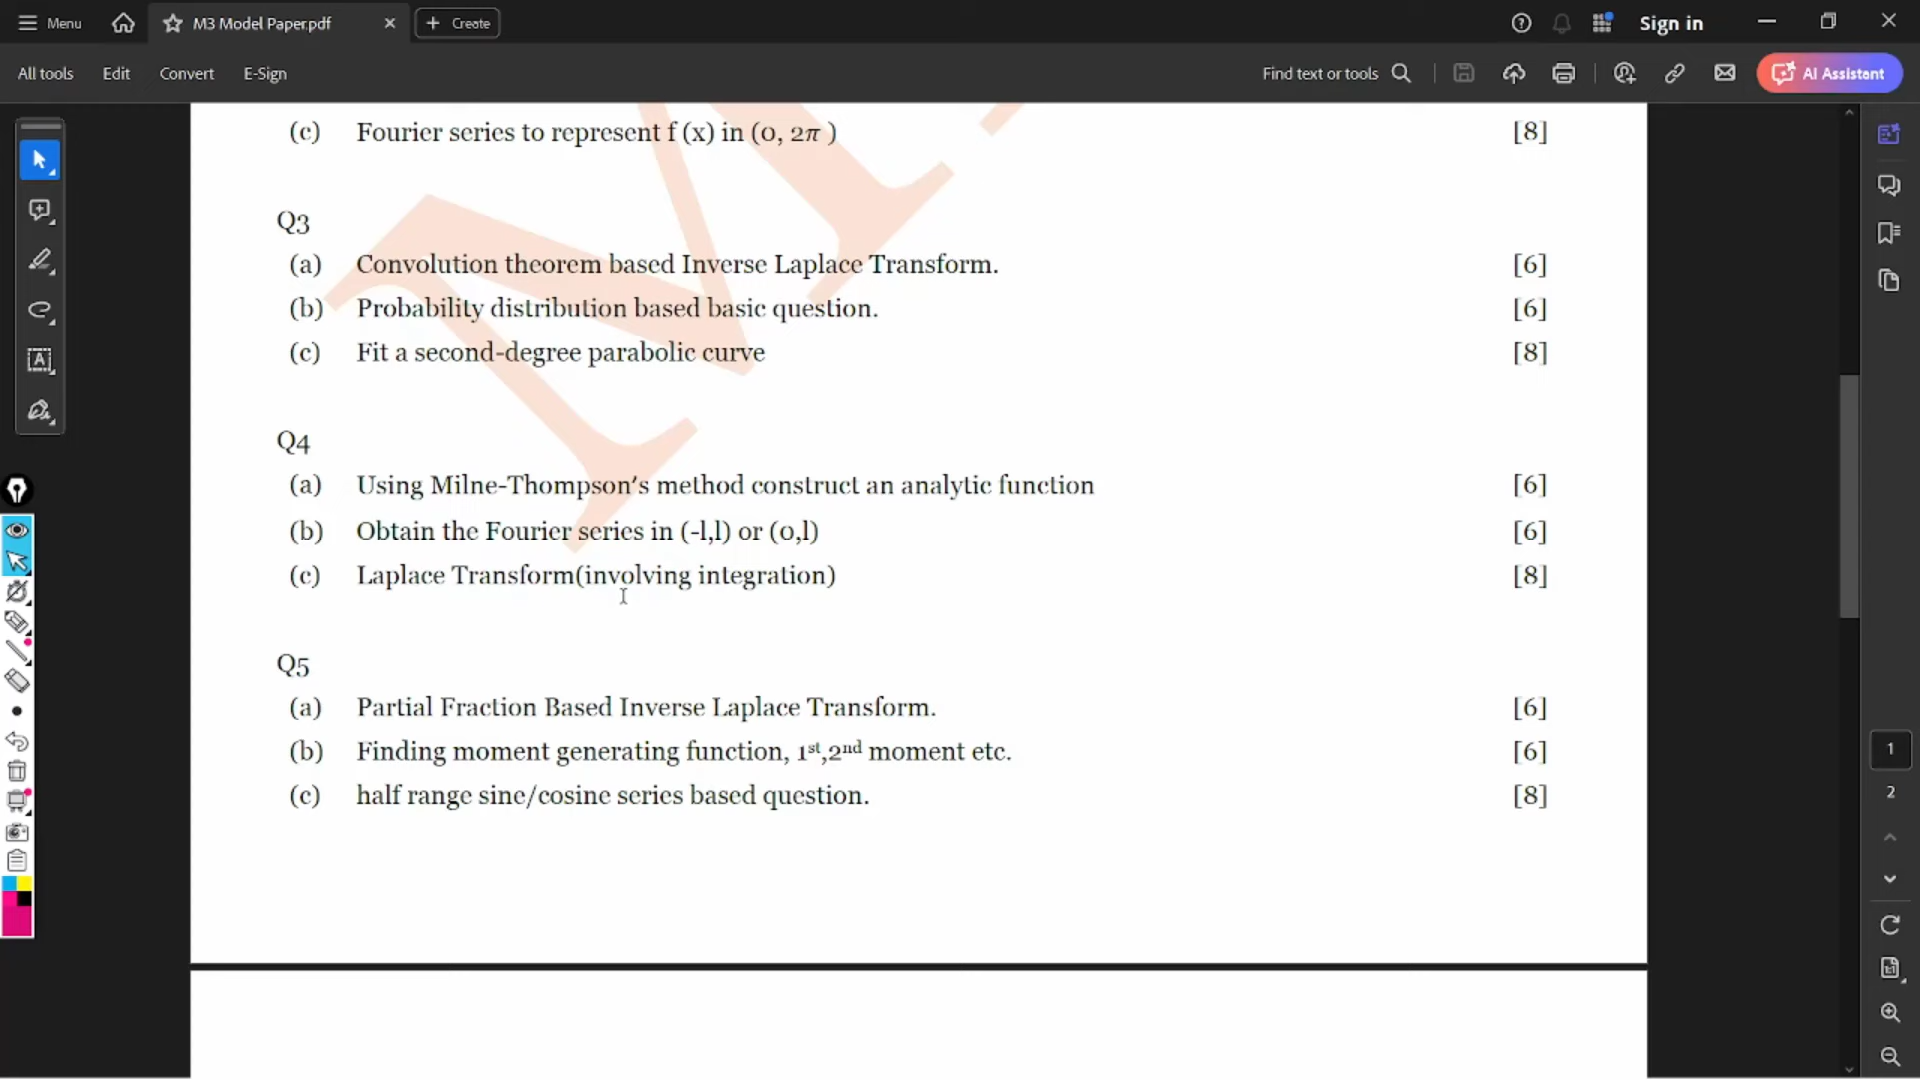 Menu
M3 Model Paper.pdf
Create
Sign in
All tools
Edit
Convert
E-Sign
Find text or tools
AI Assistant
(c) Fourier series to represent f (x) in (0, 2π ) [8]
Q3
(a) Convolution theorem based Inverse Laplace Transform. [6]
(b) Probability distribution based basic question. [6]
(c) Fit a second-degree parabolic curve [8]
Q4
(a) Using Milne-Thompson's method construct an analytic function [6]
(b) Obtain the Fourier series in (-l,l) or (0,l) [6]
(c) Laplace Transform(involving integration) [8]
Q5
(a) Partial Fraction Based Inverse Laplace Transform. [6]
(b) Finding moment generating function, 1st,2nd moment etc. [6]
(c) half range sine/cosine series based question. [8]
1
2